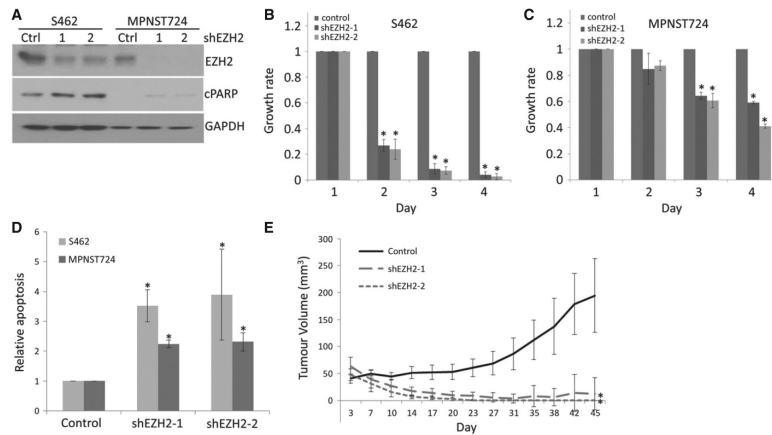 A
S462 MPNST724
Ctrl 1 2 Ctrl 1 2 shEZH2
EZH2
cPARP
GAPDH
B
S462
control
shEZH2-1
shEZH2-2
Growth rate
1.2
1
0.8
0.6
0.4
0.2
0
* * * * * *
1 2 3 4
Day
C
MPNST724
control
shEZH2-1
shEZH2-2
Growth rate
1.2
1
0.8
0.6
0.4
0.2
0
* * * *
1 2 3 4
Day
D
S462
MPNST724
Relative apoptosis
6
5
4
3
2
1
0
* * * *
Control shEZH2-1 shEZH2-2
E
Control
shEZH2-1
shEZH2-2
Tumour Volume (mm³)
300
250
200
150
100
50
0
*
*
3 7 10 14 17 20 23 27 31 35 38 42 45
Day